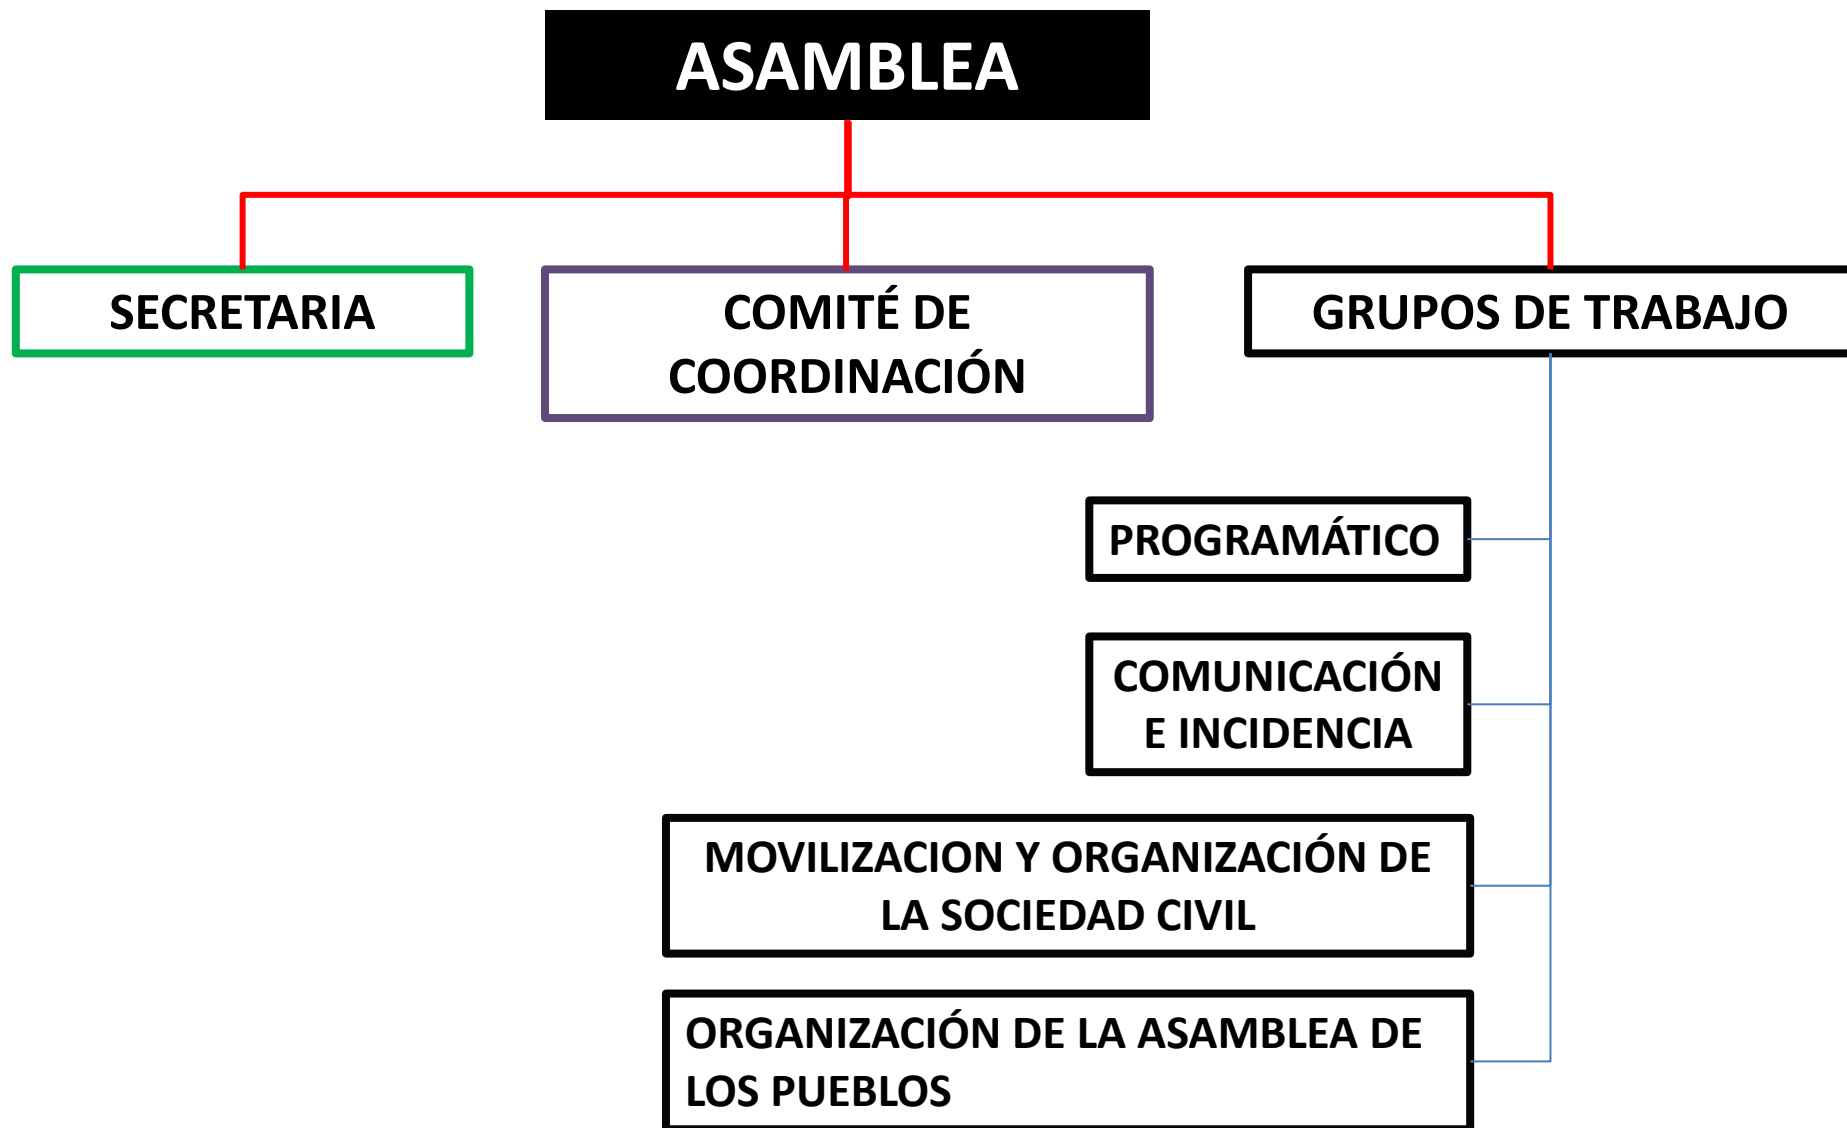 ASAMBLEA
SECRETARIA
COMITÉ DE
COORDINACIÓN
GRUPOS DE TRABAJO
PROGRAMÁTICO
COMUNICACIÓN
E INCIDENCIA
MOVILIZACION Y ORGANIZACIÓN DE
LA SOCIEDAD CIVIL
ORGANIZACIÓN DE LA ASAMBLEA DE
LOS PUEBLOS